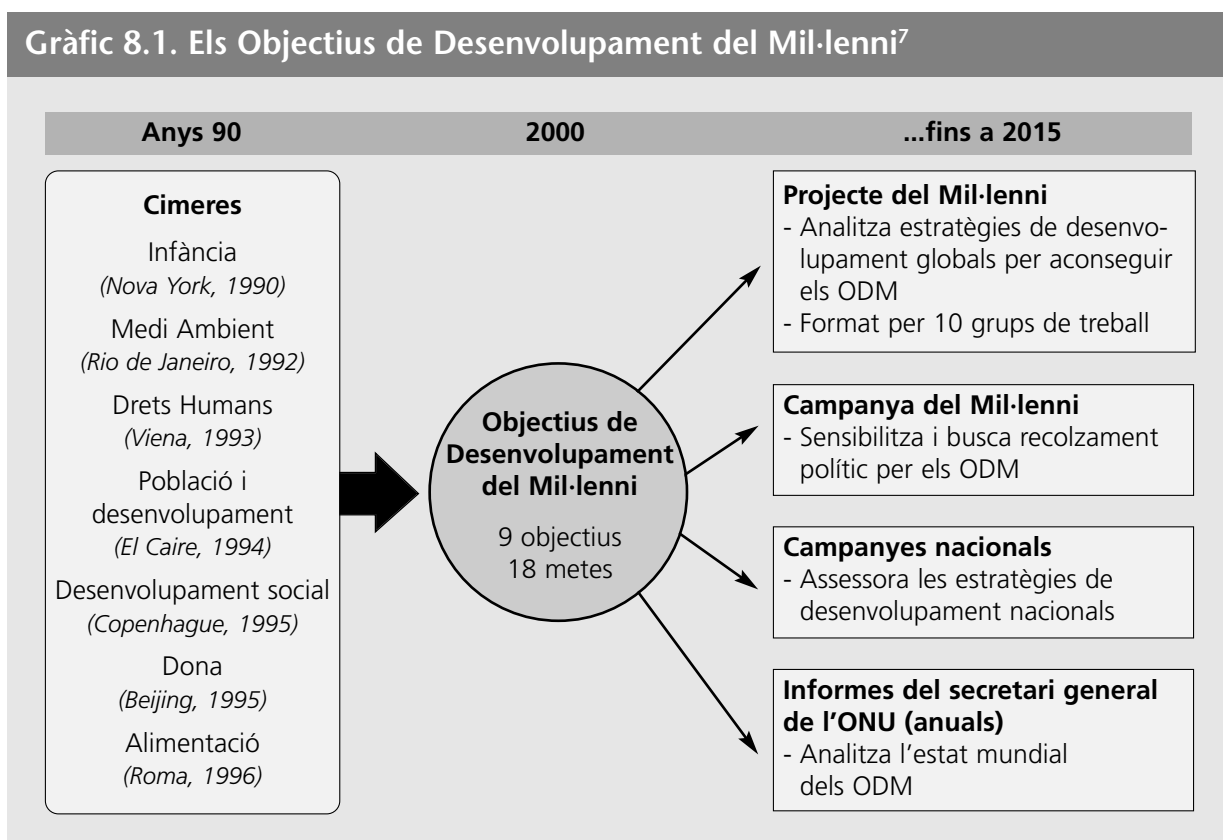 Gràfic 8.1. Els Objectius de Desenvolupament del Mil·lenni7
Anys 90
2000
...fins a 2015
Cimeres
Infància
(Nova York, 1990)
Medi Ambient
(Rio de Janeiro, 1992)
Drets Humans
(Viena, 1993)
Població i
desenvolupament
(El Caire, 1994)
Desenvolupament social
(Copenhague, 1995)
Dona
(Beijing, 1995)
Alimentació
(Roma, 1996)
Objectius de
Desenvolupament
del Mil·lenni
9 objectius
18 metes
Projecte del Mil·lenni
- Analitza estratègies de desenvo-
lupament globals per aconseguir
els ODM
- Format per 10 grups de treball
Campanya del Mil·lenni
- Sensibilitza i busca recolzament
polític per els ODM
Campanyes nacionals
- Assessora les estratègies de
desenvolupament nacionals
Informes del secretari general
de l'ONU (anuals)
- Analitza l'estat mundial
dels ODM